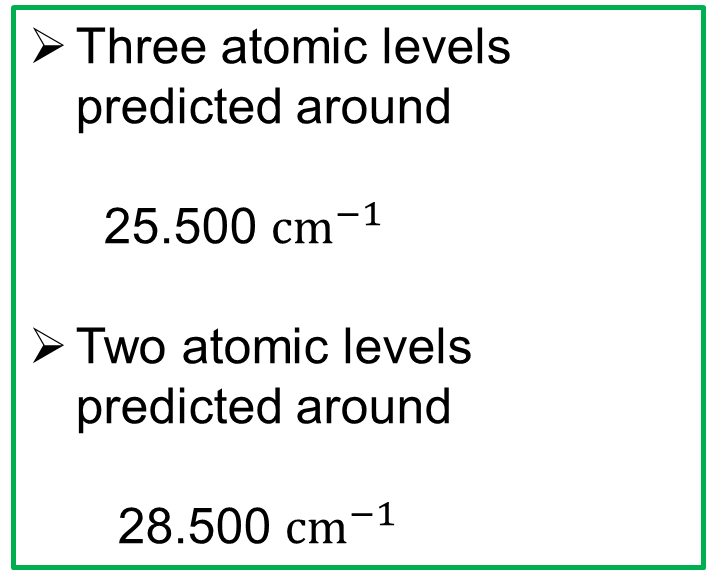 ➢ Three atomic levels
predicted around
25.500 cm⁻¹
➢ Two atomic levels
predicted around
28.500 cm⁻¹